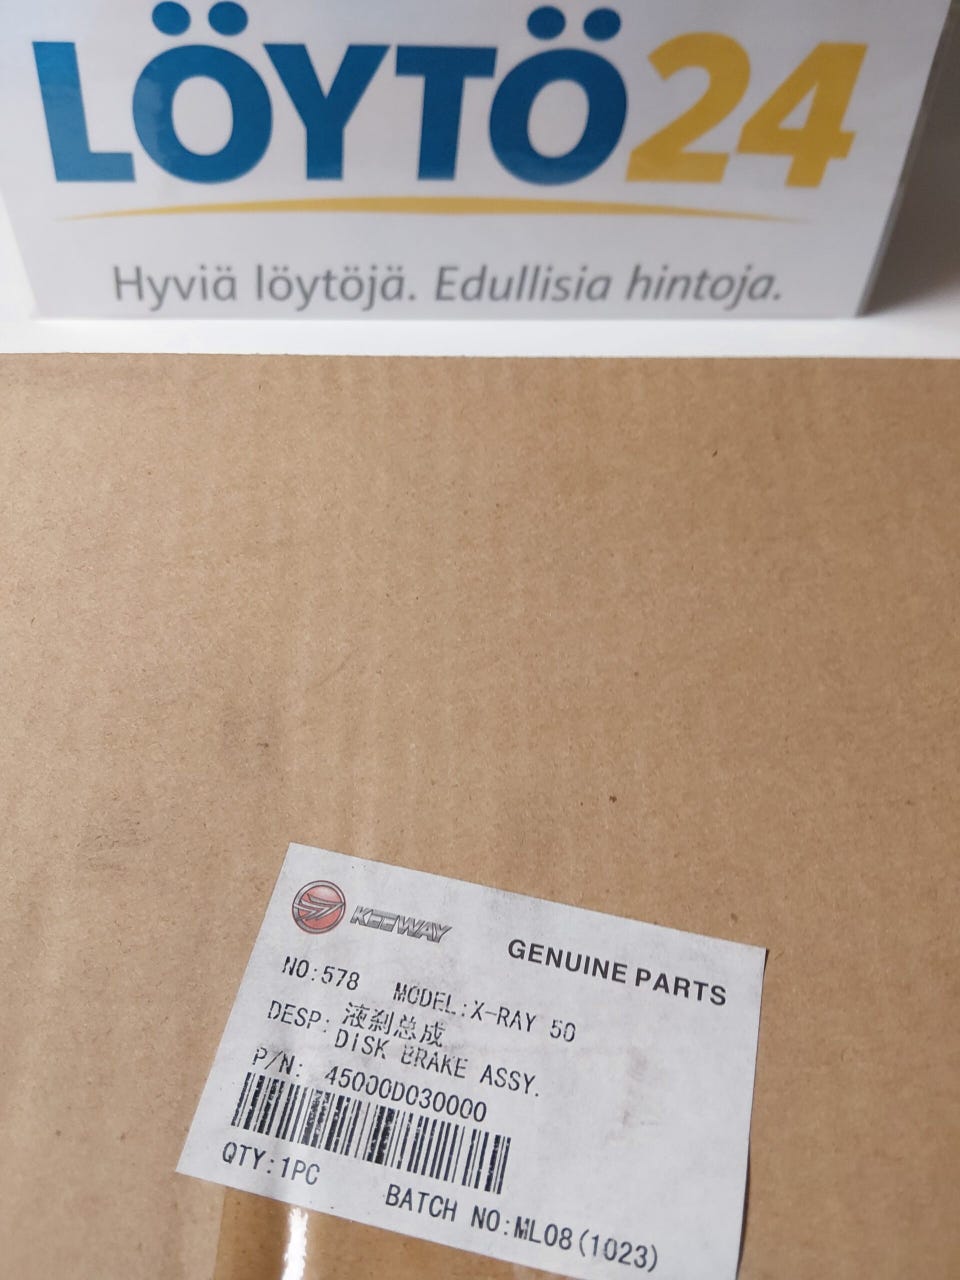 LÖYTÖ24
Hyviä löytöjä. Edullisia hintoja.
KEEWAY
GENUINE PARTS
NO:578 MODEL:X-RAY 50
DESP: 液刹总成
DISK BRAKE ASSY.
P/N: 45000D030000
QTY:1PC BATCH NO:ML08(1023)